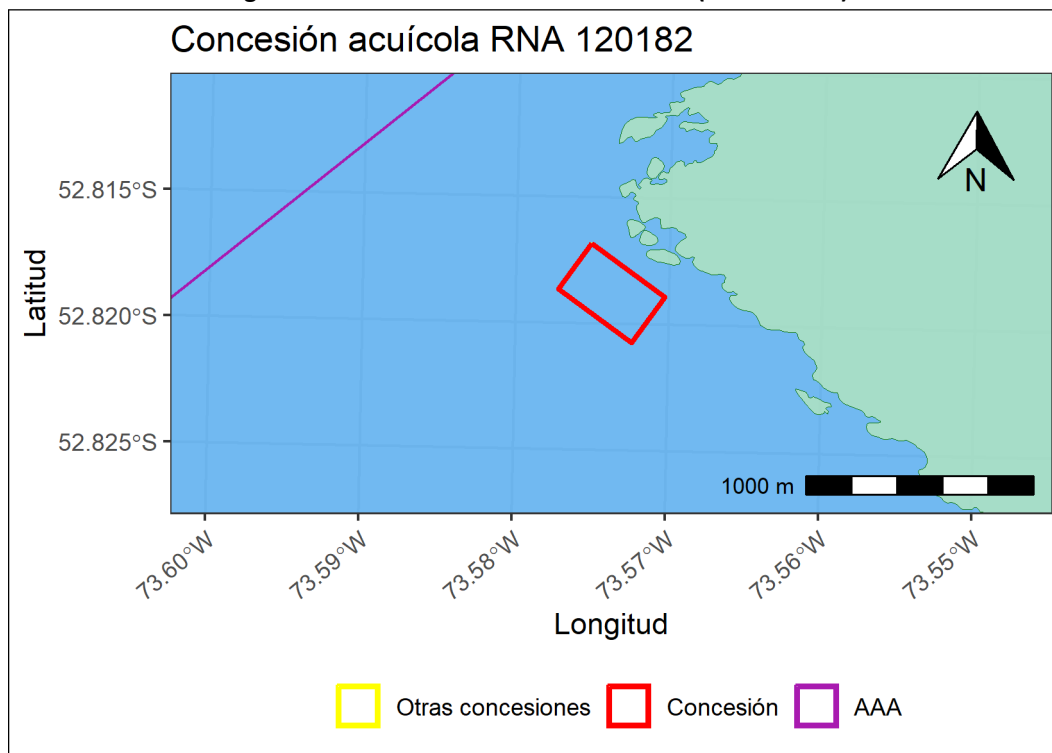 Concesión acuícola RNA 120182
N
52.815°S
52.820°S
52.825°S
Latitud
1000 m
73.60°W
73.59°W
73.58°W
73.57°W
73.56°W
73.55°W
Longitud
Otras concesiones
Concesión
AAA